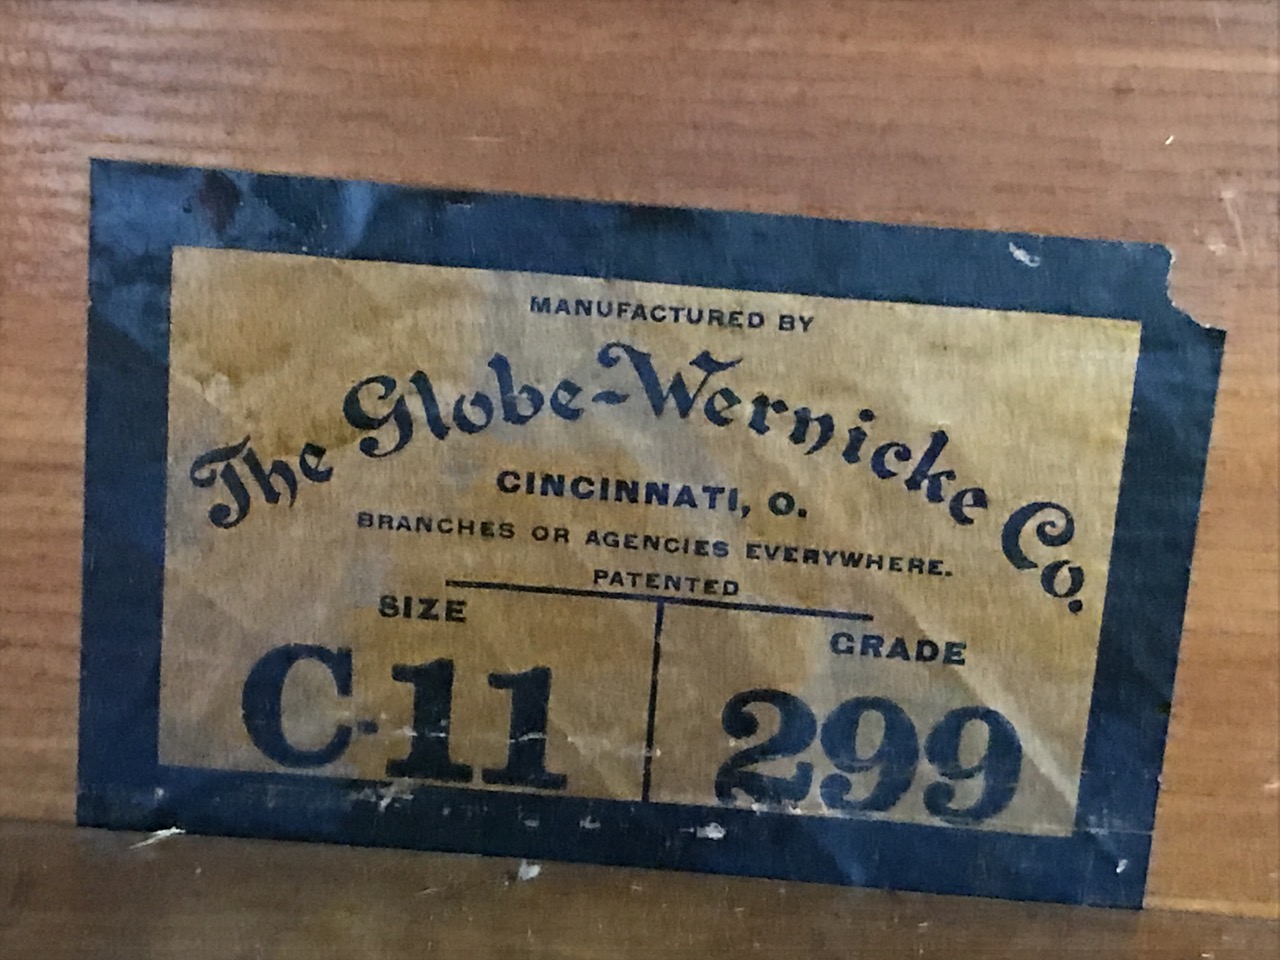 MANUFACTURED BY
The Globe-Wernicke Co.
CINCINNATI, O.
BRANCHES OR AGENCIES EVERYWHERE.
PATENTED
SIZE
C-11
GRADE
299